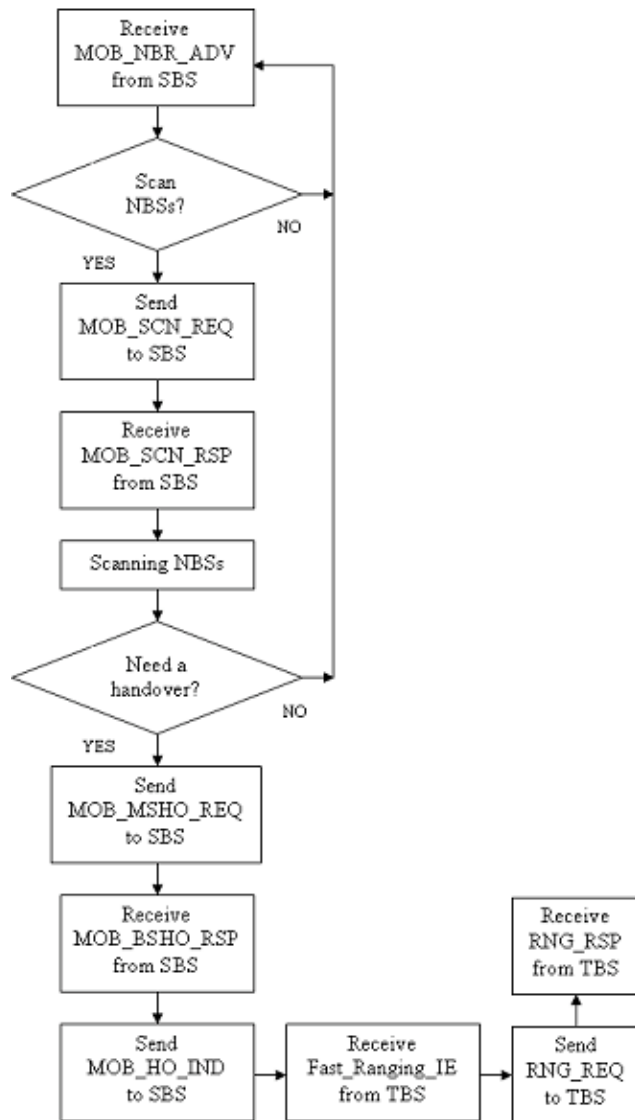 Receive
MOB_NBR_ADV
from SBS
Scan
NBSs?
NO
YES
Send
MOB_SCN_REQ
to SBS
Receive
MOB_SCN_RSP
from SBS
Scanning NBSs
Need a
handover?
NO
YES
Send
MOB_MSHO_REQ
to SBS
Receive
MOB_BSHO_RSP
from SBS
Send
MOB_HO_IND
to SBS
Receive
Fast_Ranging_IE
from TBS
Send
RNG_REQ
to TBS
Receive
RNG_RSP
from TBS